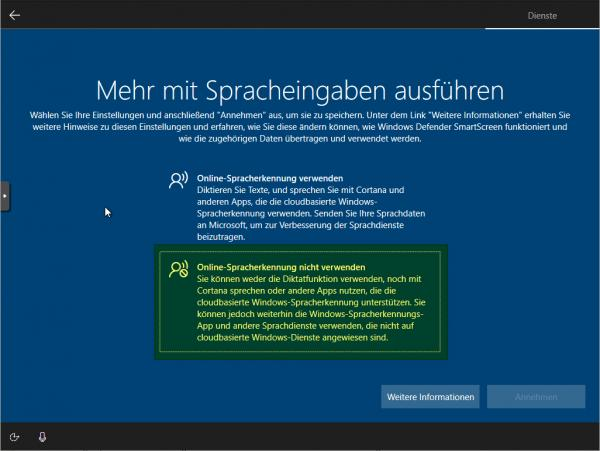 Dienste
Mehr mit Spracheingaben ausführen
Wählen Sie Ihre Einstellungen und anschließend "Annehmen" aus, um sie zu speichern. Unter dem Link "Weitere Informationen" erhalten Sie
weitere Hinweise zu diesen Einstellungen und erfahren, wie Sie diese ändern können, wie Windows Defender SmartScreen funktioniert und
wie die zugehörigen Daten übertragen und verwendet werden.
Online-Spracherkennung verwenden
Diktieren Sie Texte, und sprechen Sie mit Cortana und
anderen Apps, die die cloudbasierte Windows-
Spracherkennung verwenden. Senden Sie Ihre Sprachdaten
an Microsoft, um zur Verbesserung der Sprachdienste
beizutragen.
Online-Spracherkennung nicht verwenden
Sie können weder die Diktatfunktion verwenden, noch mit
Cortana sprechen oder andere Apps nutzen, die die
cloudbasierte Windows-Spracherkennung unterstützen. Sie
können jedoch weiterhin die Windows-Spracherkennungs-
App und andere Sprachdienste verwenden, die nicht auf
cloudbasierte Windows-Dienste angewiesen sind.
Weitere Informationen
Annehmen